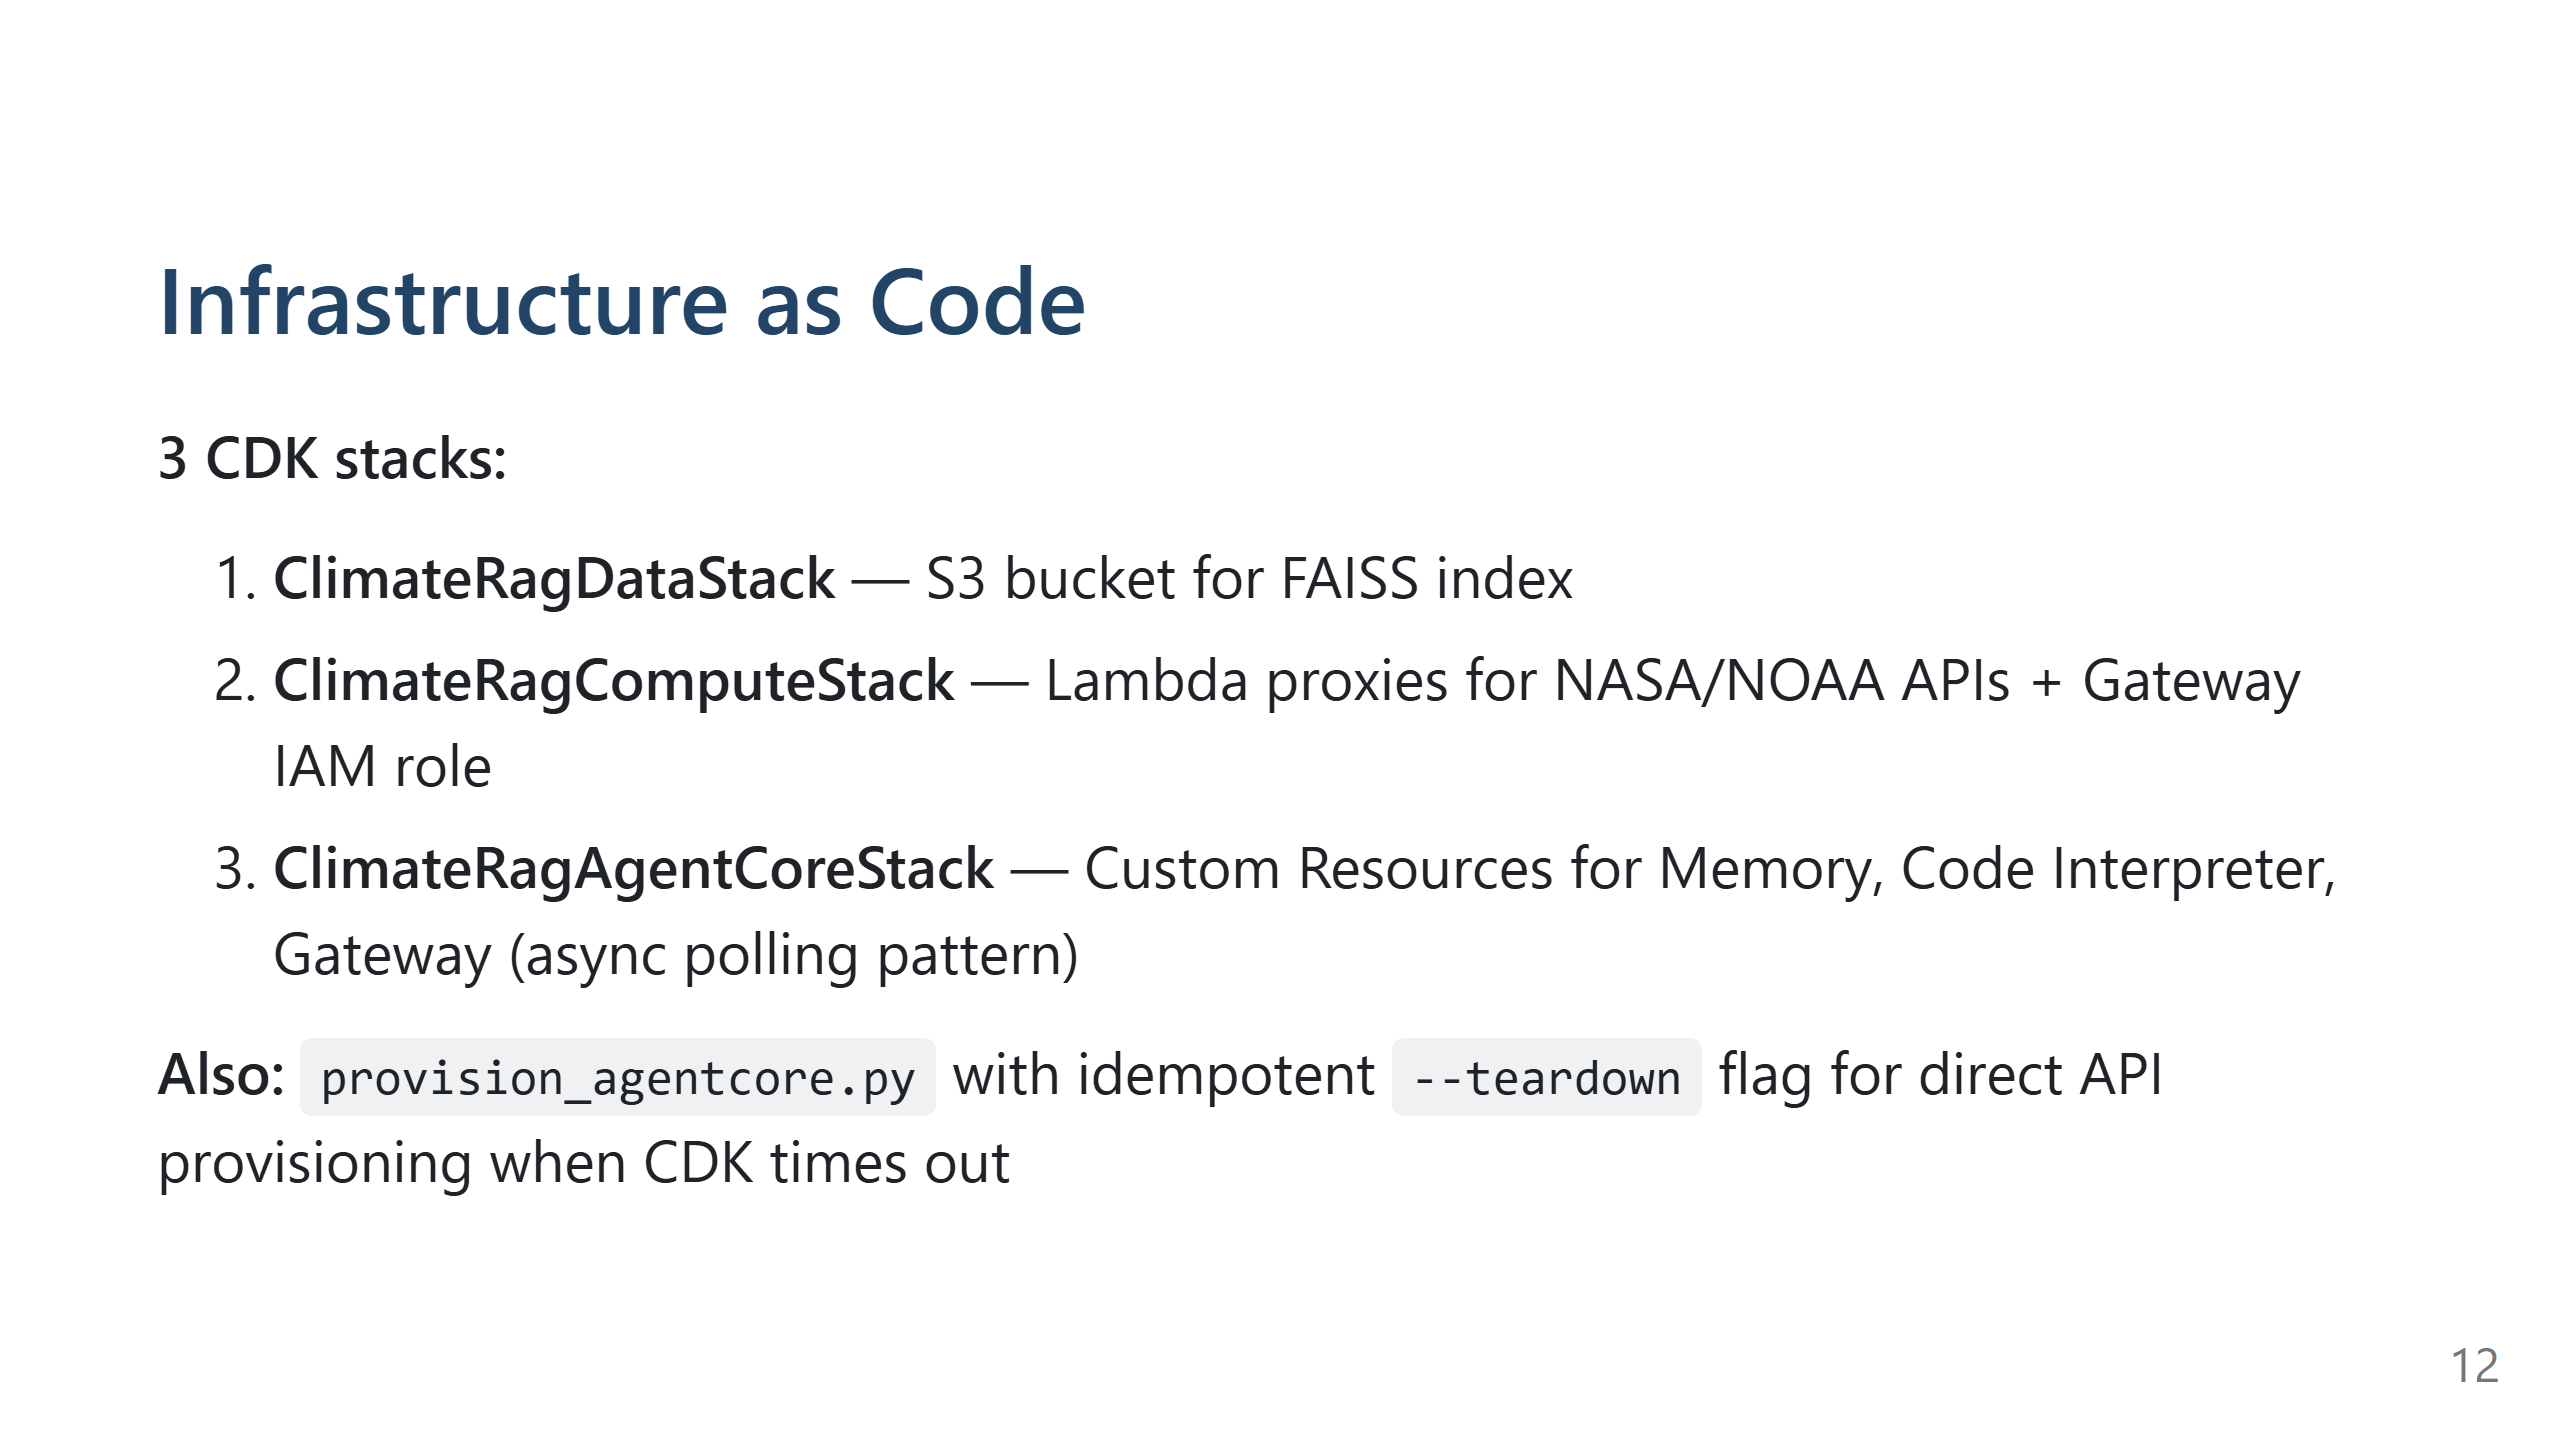 Infrastructure as Code
3 CDK stacks:
1. ClimateRagDataStack — S3 bucket for FAISS index
2. ClimateRagComputeStack — Lambda proxies for NASA/NOAA APIs + Gateway
IAM role
3. ClimateRagAgentCoreStack — Custom Resources for Memory, Code Interpreter,
Gateway (async polling pattern)
Also: provision_agentcore.py with idempotent --teardown flag for direct API
provisioning when CDK times out
12